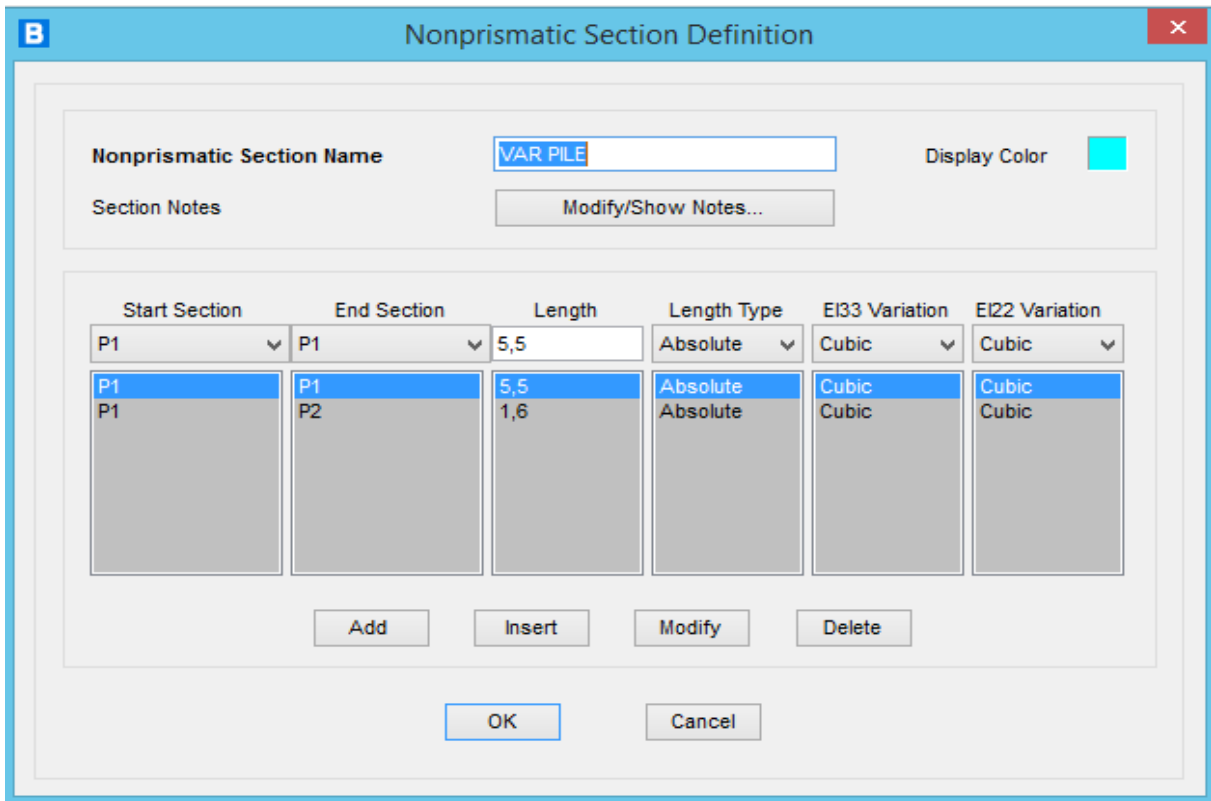 B Nonprismatic Section Definition ×
Nonprismatic Section Name VAR PILE Display Color
Section Notes Modify/Show Notes...
Start Section End Section Length Length Type EI33 Variation EI22 Variation
P1 P1 5,5 Absolute Cubic Cubic
P1 P1 5,5 Absolute Cubic Cubic
P1 P2 1,6 Absolute Cubic Cubic
Add Insert Modify Delete
OK Cancel